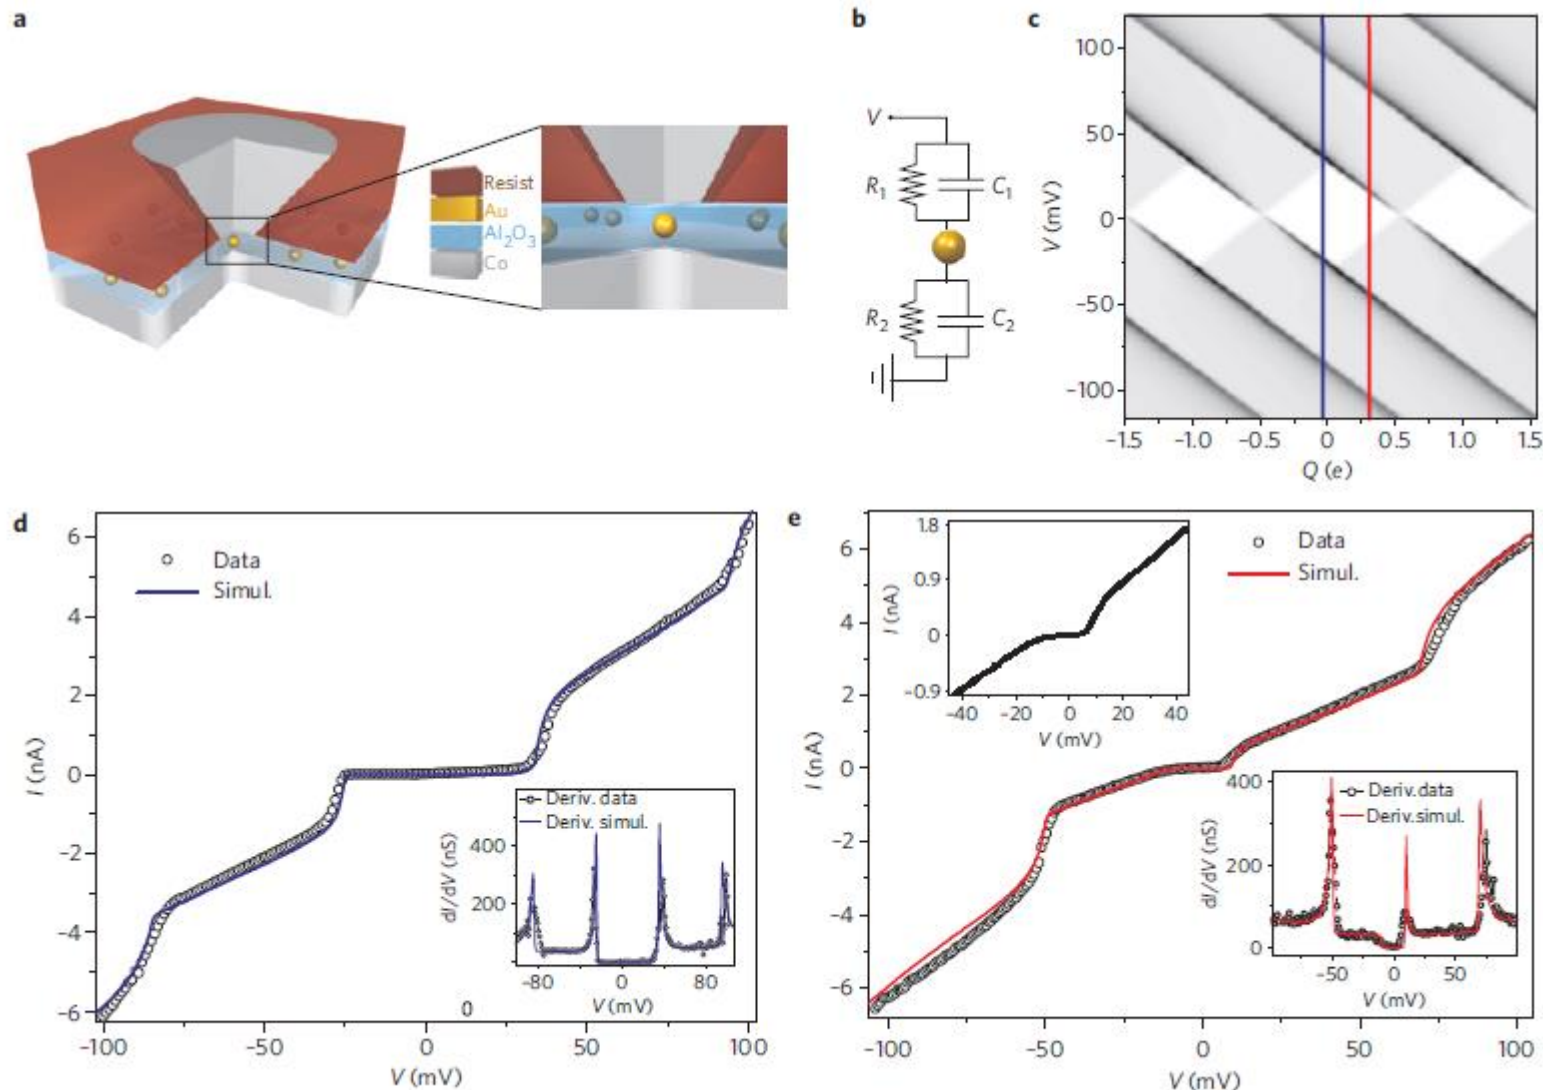 a
Resist
Au
Al2O3
Co
b
V
R1
C1
R2
C2
c
V (mV)
100
50
0
-50
-100
-1.5 -1.0 -0.5 0 0.5 1.0 1.5
Q (e)
d
I (nA)
6
4
2
0
-2
-4
-6
Data
Simul.
Deriv. data
Deriv. simul.
dI/dV (nS)
400
200
-80 0 80
V (mV)
0
-100 -50 0 50 100
V (mV)
e
I (nA)
6
4
2
0
-2
-4
-6
I (nA)
1.8
0.9
0
-0.9
-40 -20 0 20 40
V (mV)
Data
Simul.
Deriv.data
Deriv.simul.
dI/dV (nS)
400
200
0
-50 0 50
V (mV)
-100 -50 0 50 100
V (mV)